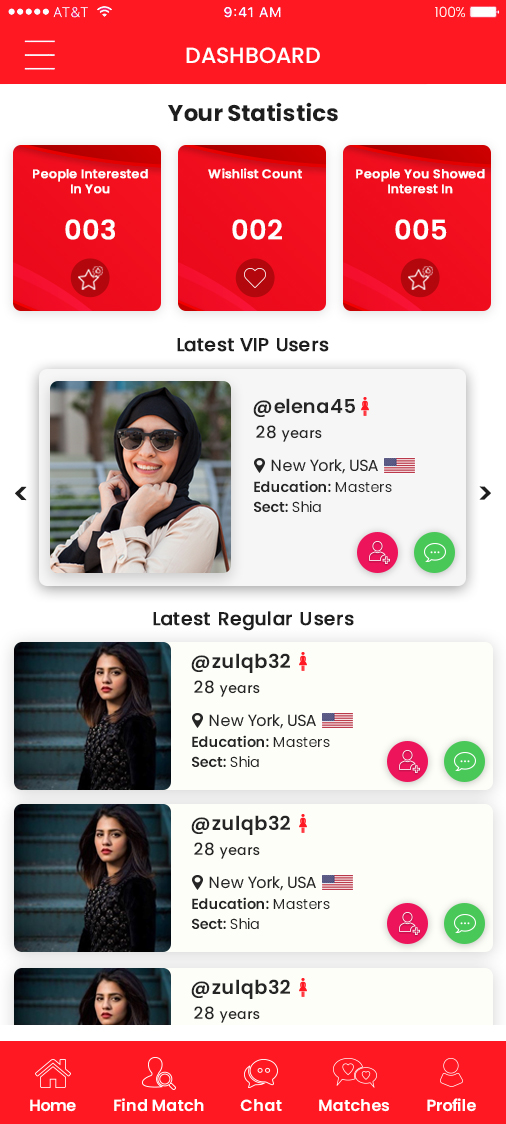 AT&T 9:41 AM 100%
DASHBOARD
Your Statistics
People Interested
In You
003
Wishlist Count
002
People You Showed
Interest In
005
Latest VIP Users
<
>
@elena45
28 years
New York, USA
Education: Masters
Sect: Shia
Latest Regular Users
@zulqb32
28 years
New York, USA
Education: Masters
Sect: Shia
@zulqb32
28 years
New York, USA
Education: Masters
Sect: Shia
@zulqb32
28 years
Home Find Match Chat Matches Profile